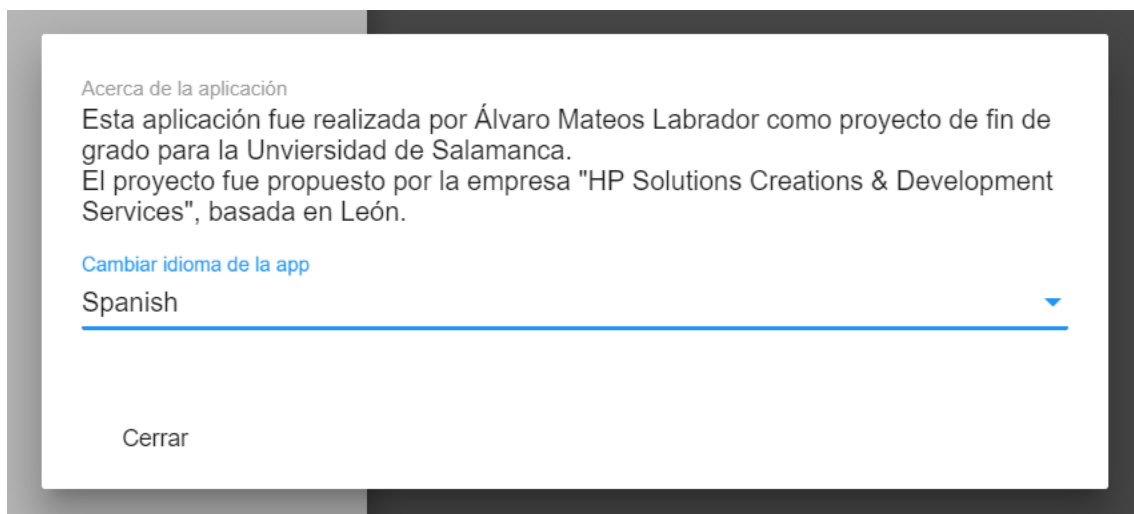 Acerca de la aplicación
Esta aplicación fue realizada por Álvaro Mateos Labrador como proyecto de fin de
grado para la Unviersidad de Salamanca.
El proyecto fue propuesto por la empresa "HP Solutions Creations & Development
Services", basada en León.
Cambiar idioma de la app
Spanish
Cerrar